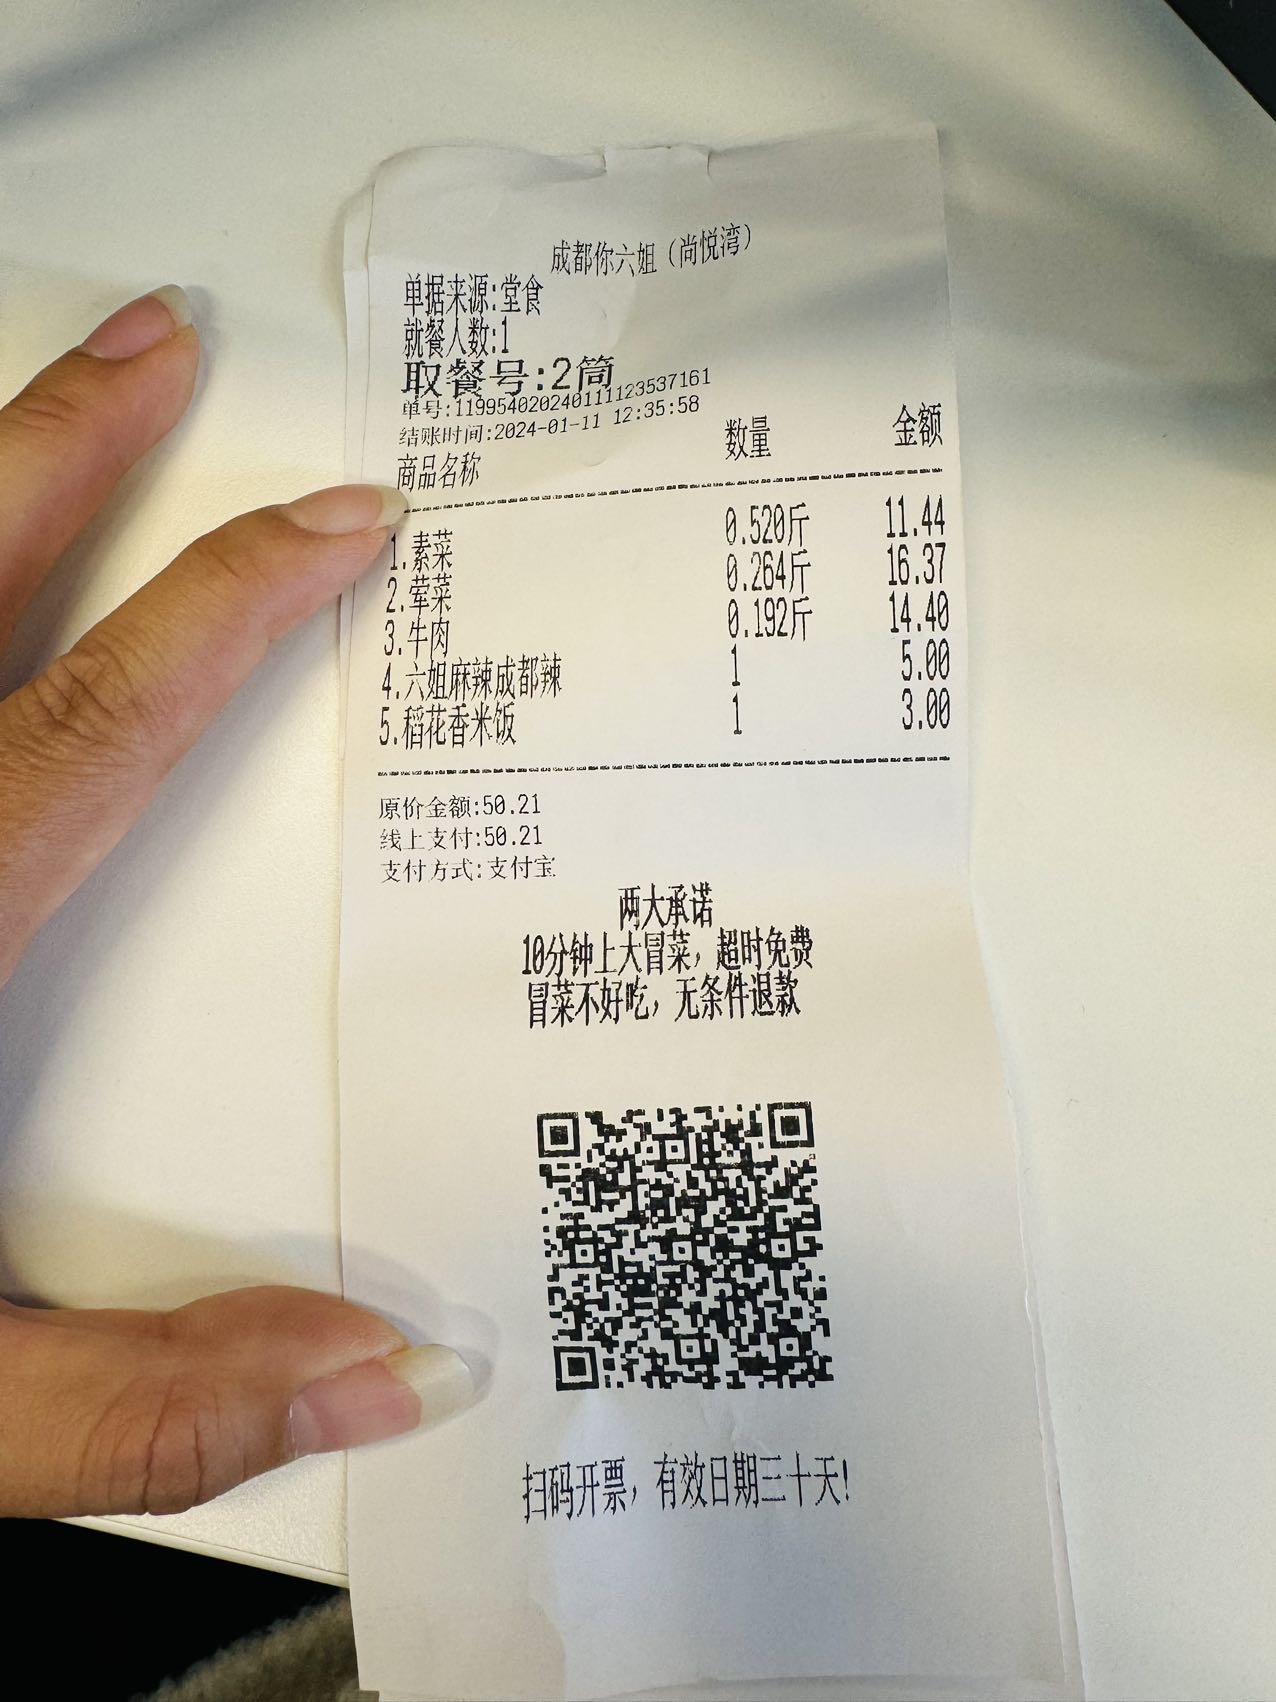 成都你六姐（尚悦湾）
单据来源:堂食
就餐人数:1
取餐号:2筒
单号:11995402024011112353​7161
结账时间:2024-01-11 12:35:58
商品名称 数量 金额
1.素菜 0.520斤 11.44
2.荤菜 0.264斤 16.37
3.牛肉 0.192斤 14.40
4.六姐麻辣成都辣 1 5.00
5.稻花香米饭 1 3.00
原价金额:50.21
线上支付:50.21
支付方式:支付宝
两大承诺
10分钟上大冒菜，超时免费
冒菜不好吃，无条件退款
扫码开票，有效日期三十天!